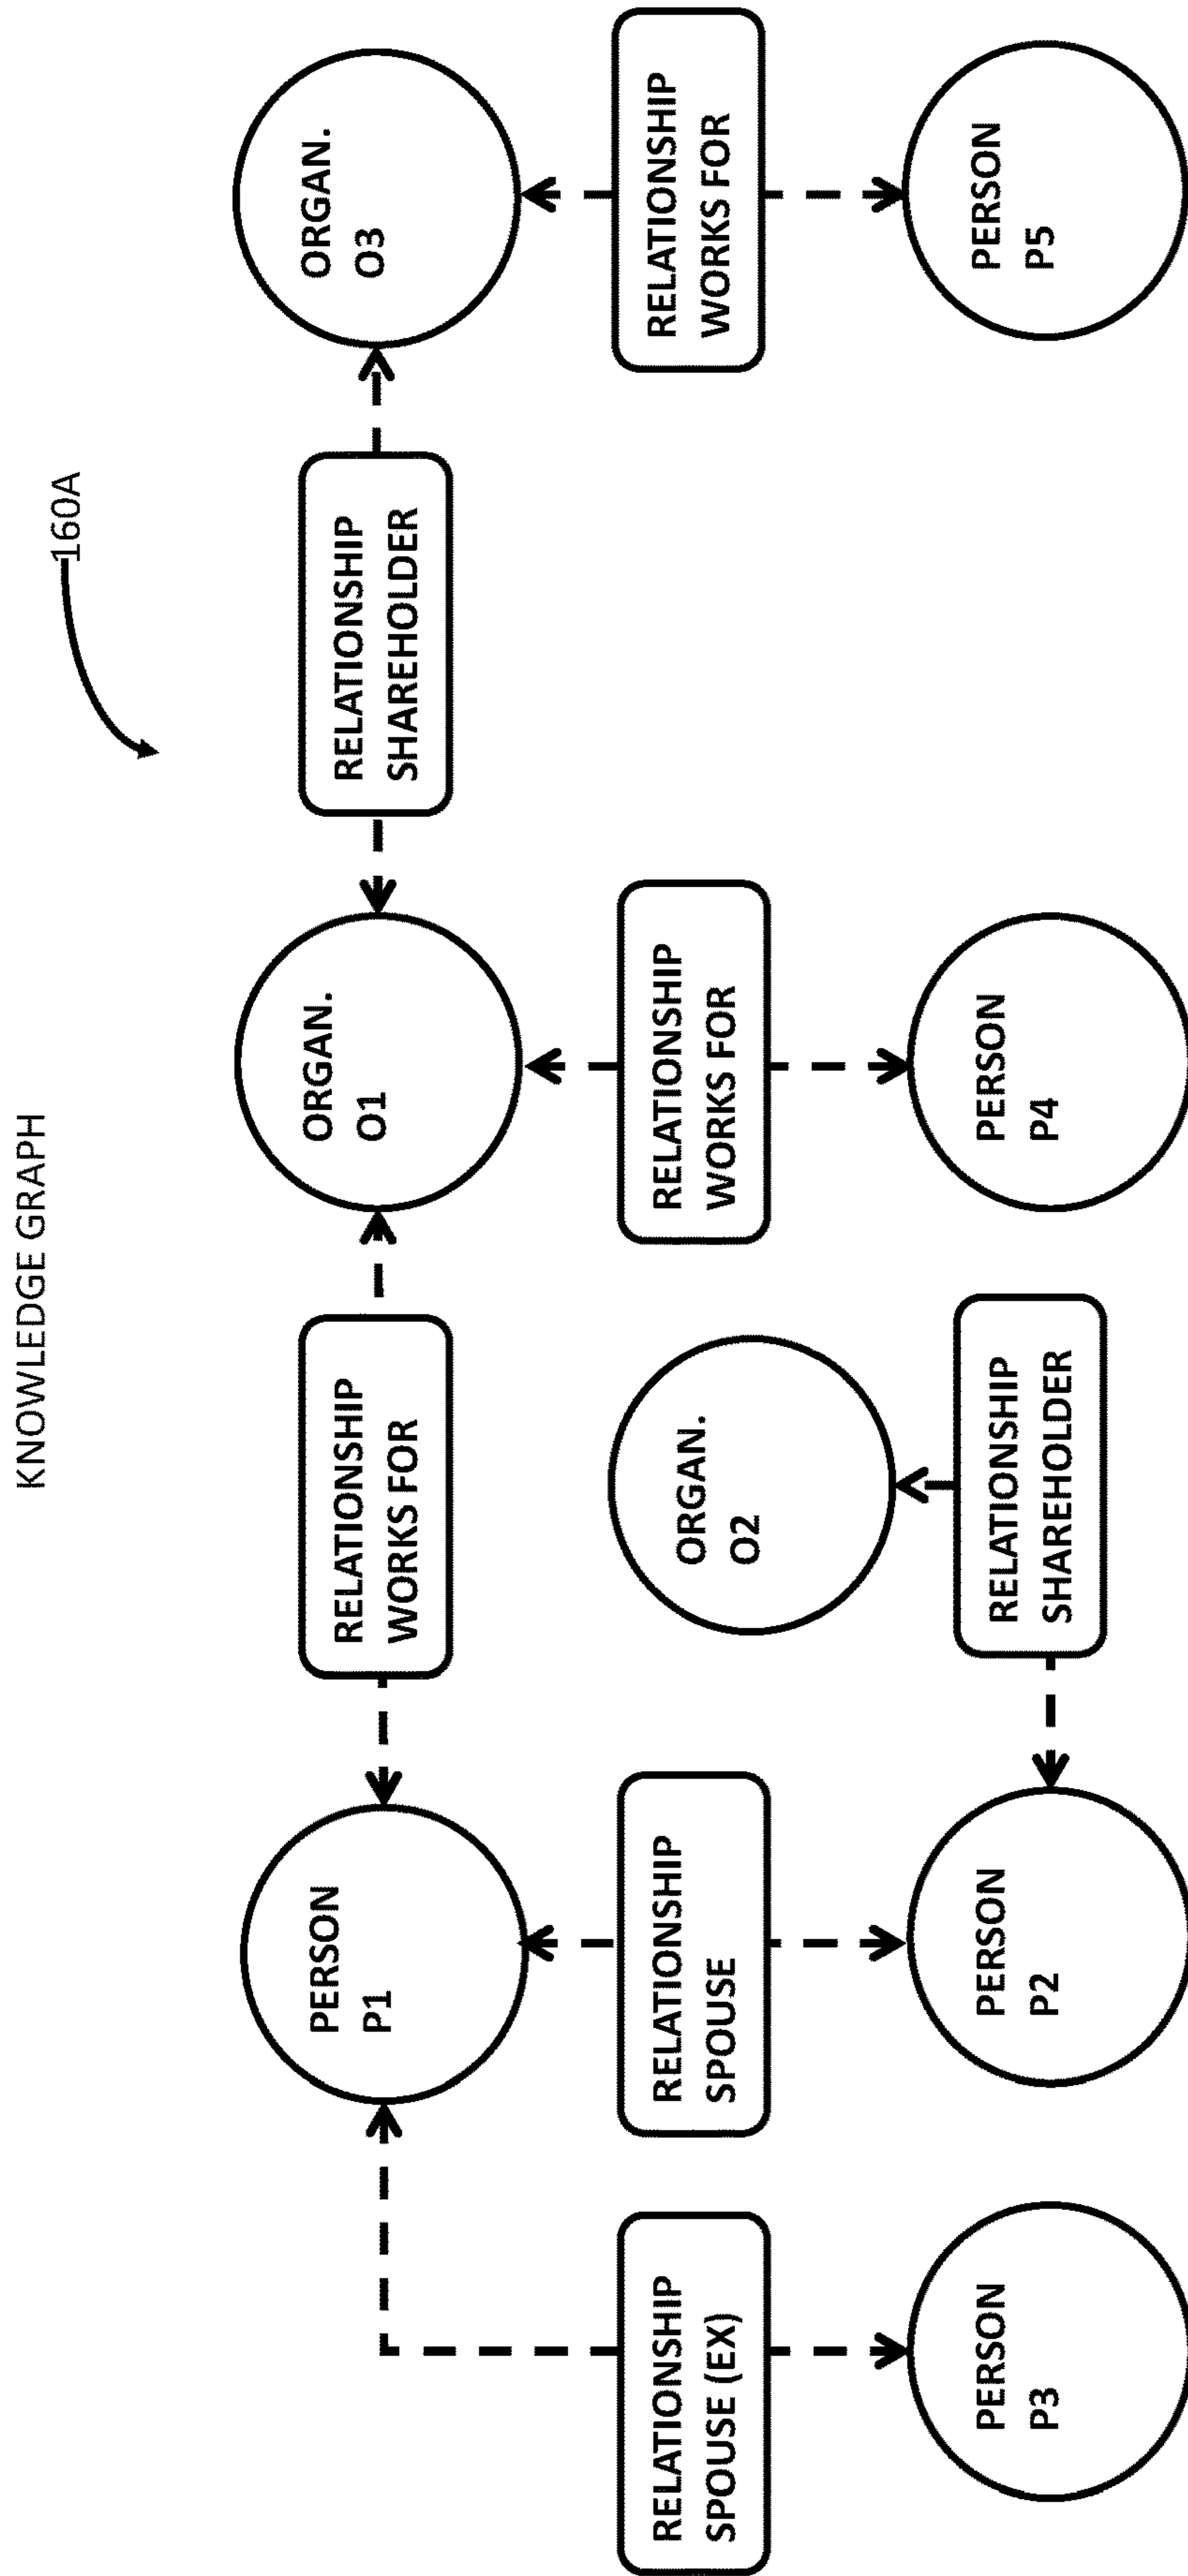 KNOWLEDGE GRAPH
160A
PERSON
P1
RELATIONSHIP
WORKS FOR
ORGAN.
O1
RELATIONSHIP
SHAREHOLDER
ORGAN.
O3
RELATIONSHIP
SPOUSE (EX)
RELATIONSHIP
SPOUSE
ORGAN.
O2
RELATIONSHIP
WORKS FOR
RELATIONSHIP
WORKS FOR
PERSON
P3
PERSON
P2
RELATIONSHIP
SHAREHOLDER
PERSON
P4
PERSON
P5